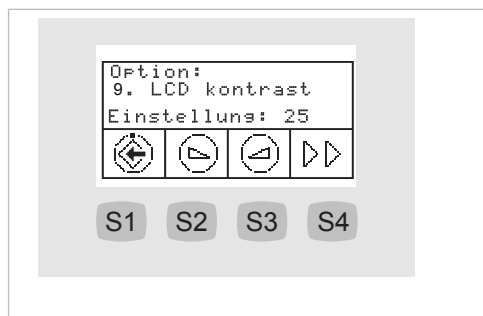 Option:
9. LCD kontrast
Einstellung: 25
S1 S2 S3 S4